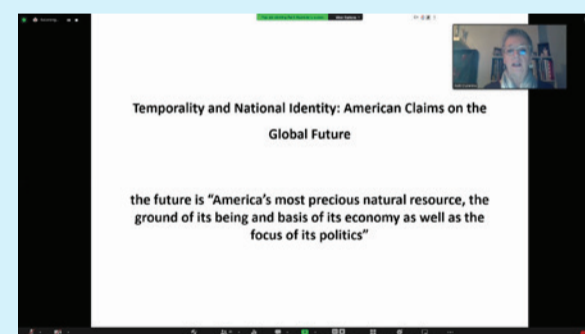 Temporality and National Identity: American Claims on the
Global Future
the future is “America’s most precious natural resource, the
ground of its being and basis of its economy as well as the
focus of its politics”